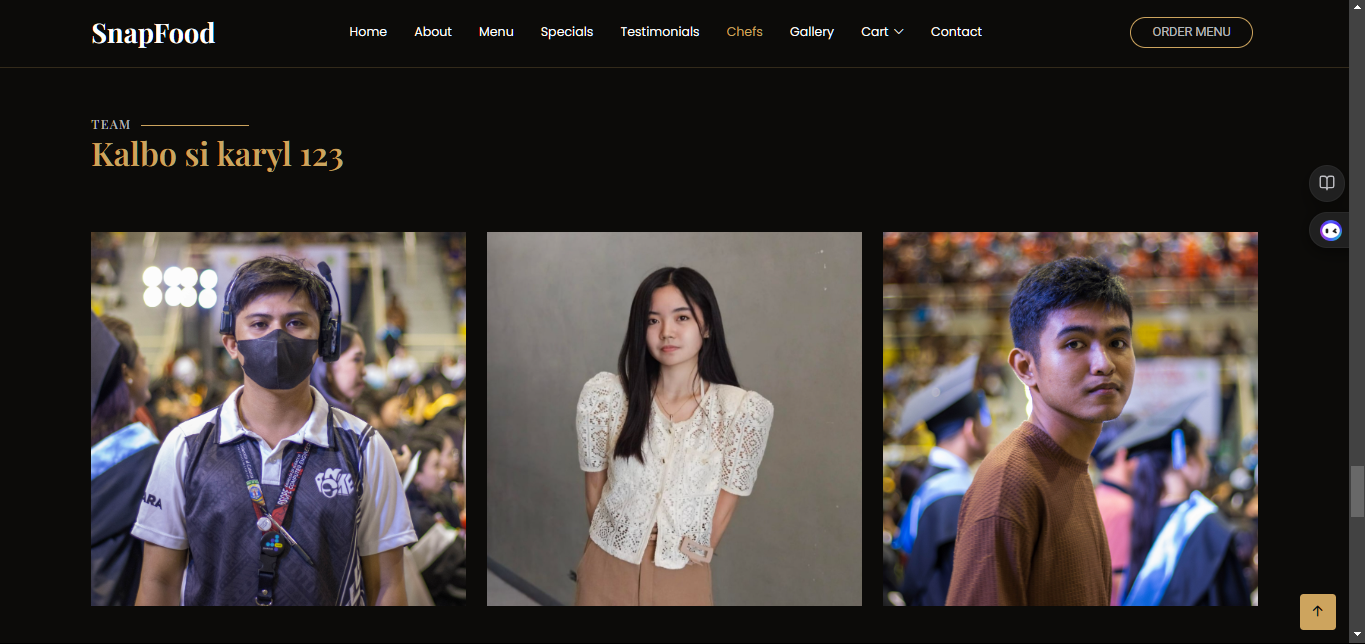 SnapFood
Home About Menu Specials Testimonials Chefs Gallery Cart Contact
ORDER MENU
TEAM
Kalbo si karyl 123